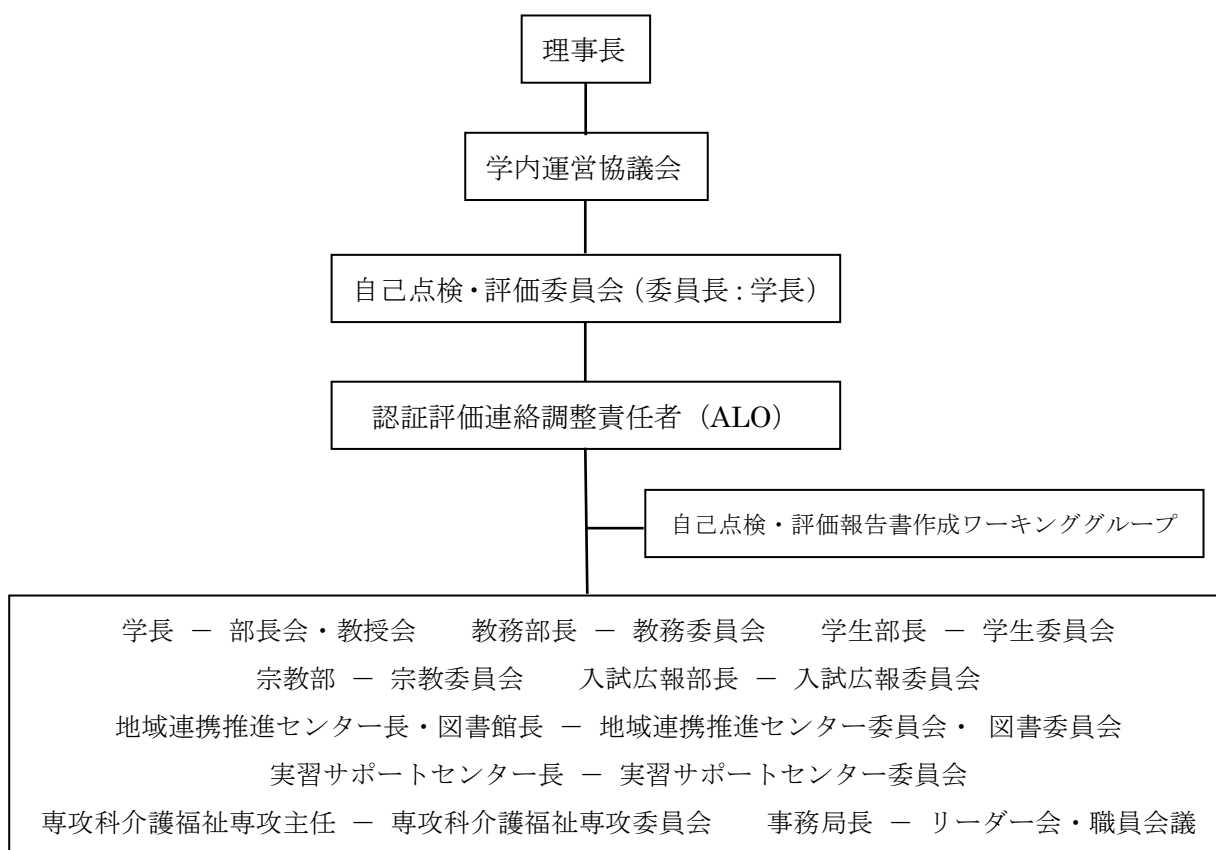 理事長
学内運営協議会
自己点検・評価委員会(委員長:学長)
認証評価連絡調整責任者 (ALO)
自己点検・評価報告書作成ワーキンググループ
学長 － 部長会・教授会　　教務部長 － 教務委員会　　学生部長 － 学生委員会
宗教部 － 宗教委員会　　入試広報部長 － 入試広報委員会
地域連携推進センター長・図書館長 － 地域連携推進センター委員会・ 図書委員会
実習サポートセンター長 － 実習サポートセンター委員会
専攻科介護福祉専攻主任 － 専攻科介護福祉専攻委員会　　事務局長 － リーダー会・職員会議